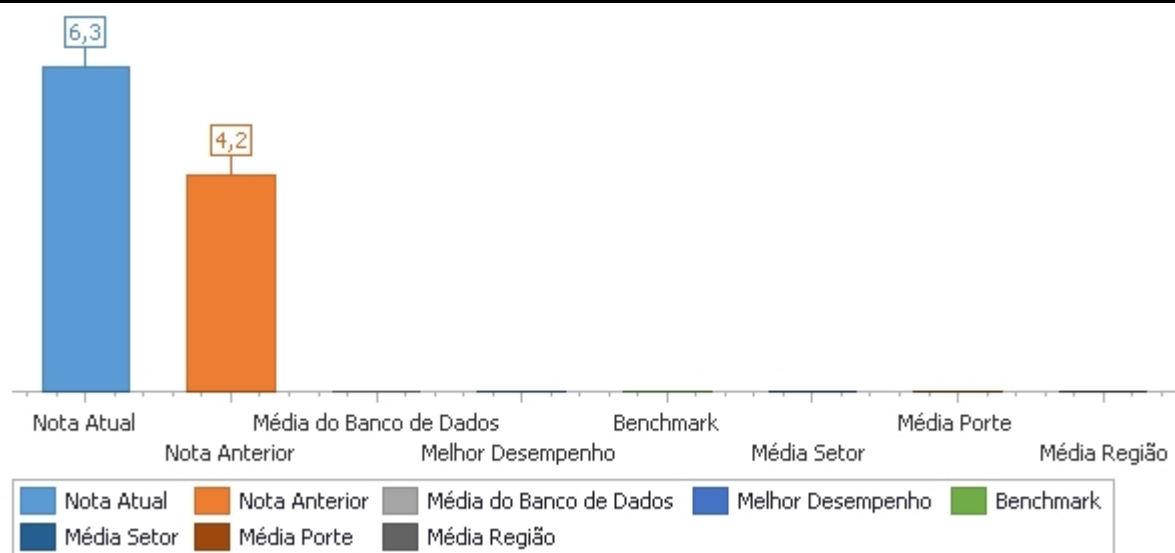 6,3
4,2
Nota Atual
Média do Banco de Dados
Benchmark
Média Porte
Nota Anterior
Melhor Desempenho
Média Setor
Média Região
Nota Atual Nota Anterior Média do Banco de Dados Melhor Desempenho Benchmark
Média Setor Média Porte Média Região